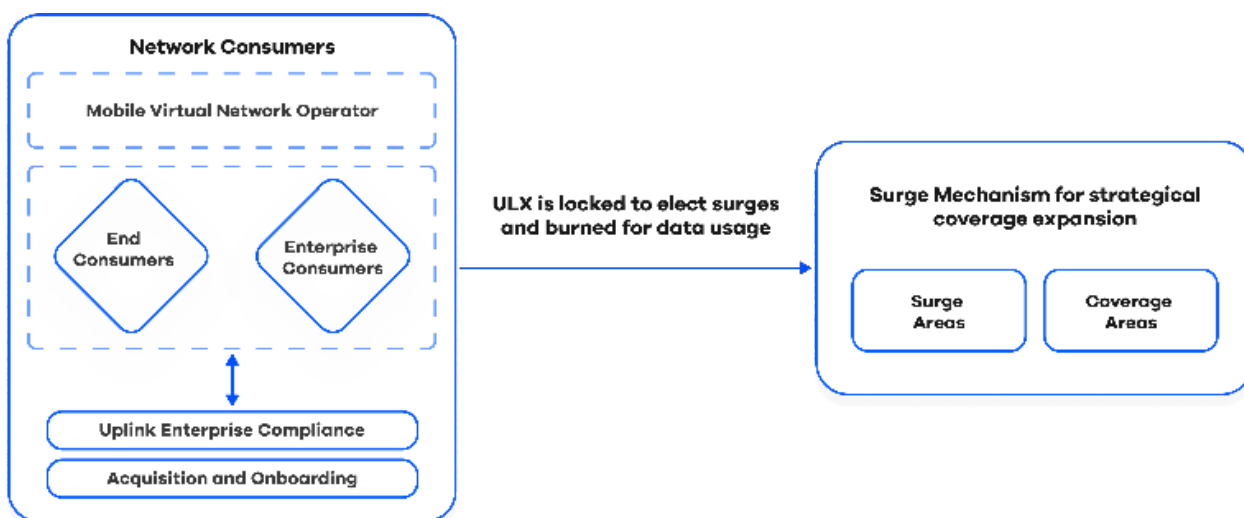 Network Consumers
Mobile Virtual Network Operator
End
Consumers
Enterprise
Consumers
Uplink Enterprise Compliance
Acquisition and Onboarding
ULX is locked to elect surges
and burned for data usage
Surge Mechanism for strategical
coverage expansion
Surge
Areas
Coverage
Areas